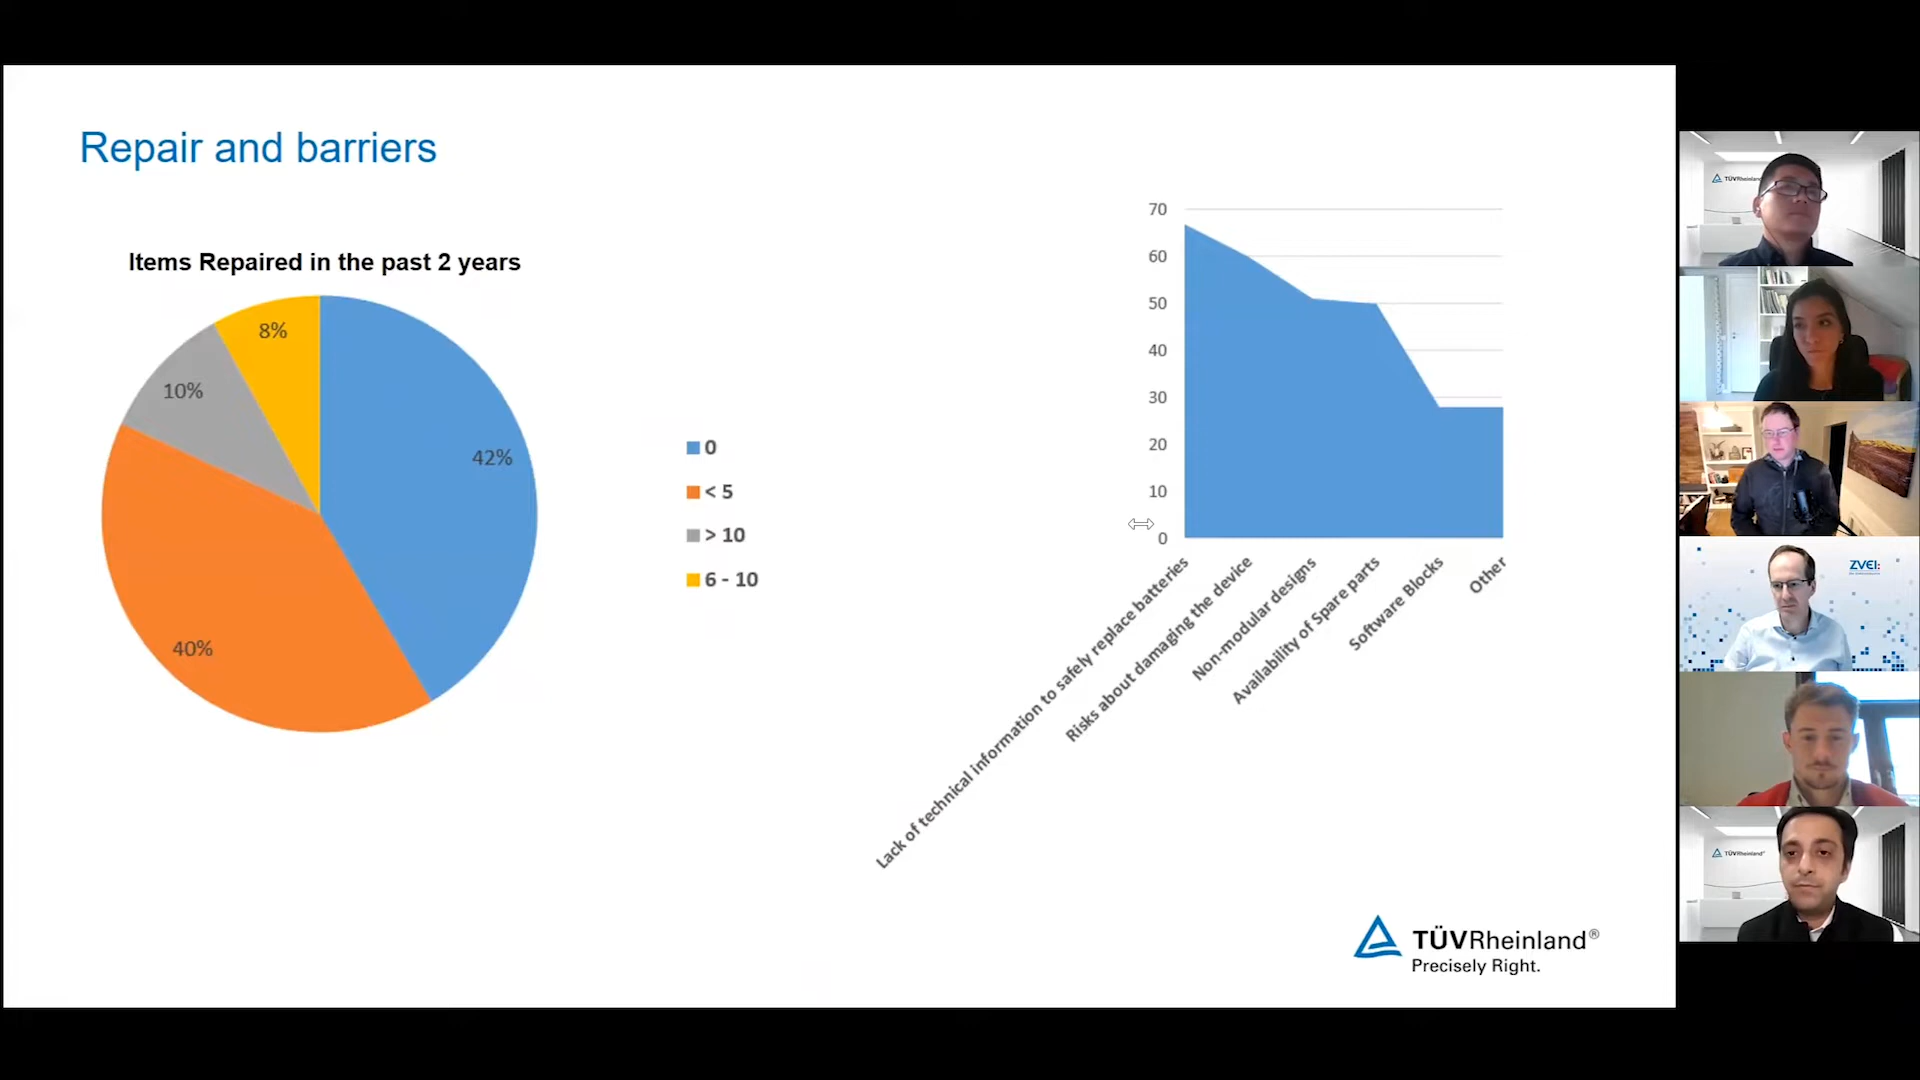 Repair and barriers
Items Repaired in the past 2 years
8%
10%
42%
40%
0
< 5
> 10
6 - 10
70
60
50
40
30
20
10
0
Lack of technical information to safely replace batteries
Risks about damaging the device
Non-modular designs
Availability of Spare parts
Software Blocks
Other
TÜVRheinland®
Precisely Right.
TÜVRheinland
ZVEI:
TÜVRheinland®